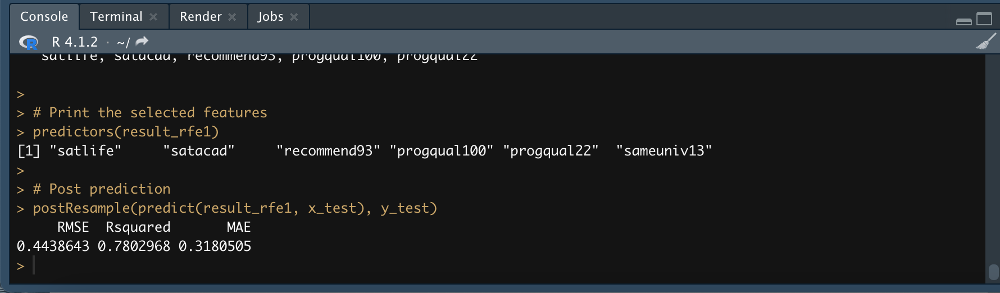 Console Terminal Render Jobs
R 4.1.2 · ~/
satlife, satacad, recommend93, progqual100, progqual22
>
> # Print the selected features
> predictors(result_rfe1)
[1] "satlife"     "satacad"     "recommend93" "progqual100" "progqual22"  "sameuniv13"
>
> # Post prediction
> postResample(predict(result_rfe1, x_test), y_test)
     RMSE  Rsquared       MAE
0.4438643 0.7802968 0.3180505
>